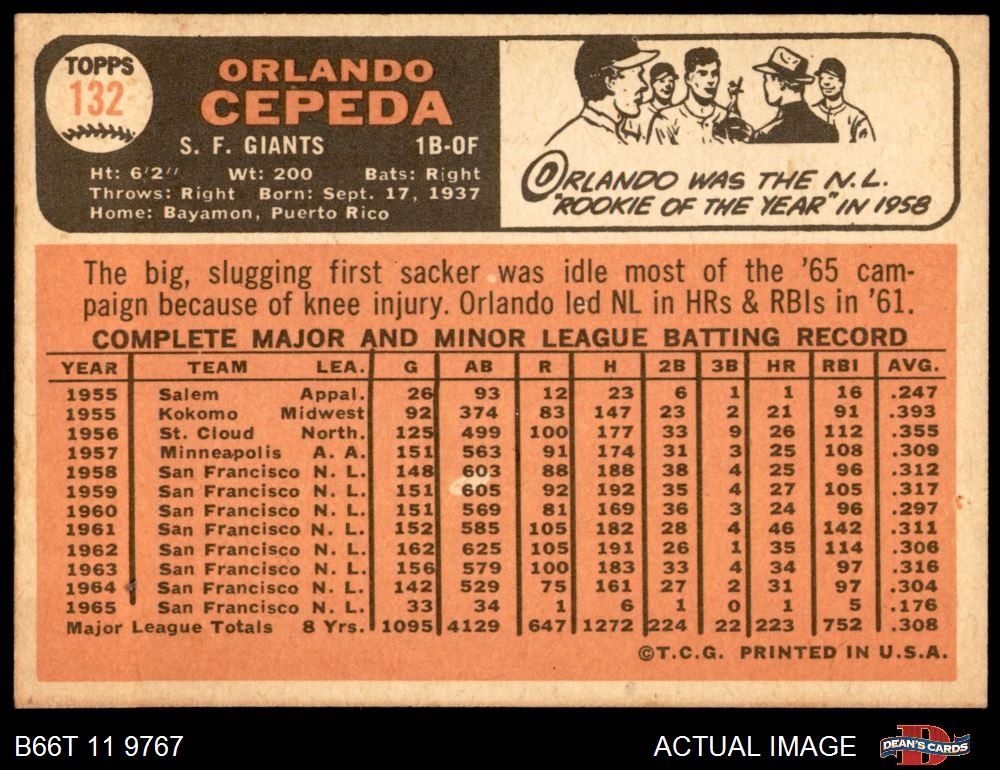 TOPPS
132
ORLANDO
CEPEDA
S. F. GIANTS 1B-OF
Ht: 6'2" Wt: 200 Bats: Right
Throws: Right Born: Sept. 17, 1937
Home: Bayamon, Puerto Rico
ORLANDO WAS THE N.L.
"ROOKIE OF THE YEAR" IN 1958
The big, slugging first sacker was idle most of the '65 cam-
paign because of knee injury. Orlando led NL in HRs & RBIs in '61.
COMPLETE MAJOR AND MINOR LEAGUE BATTING RECORD
YEAR TEAM LEA. G AB R H 2B 3B HR RBI AVG.
1955 Salem Appal. 26 93 12 23 6 1 1 16 .247
1955 Kokomo Midwest 92 374 83 147 23 2 21 91 .393
1956 St. Cloud North. 125 499 100 177 33 9 26 112 .355
1957 Minneapolis A. A. 151 563 91 174 31 3 25 108 .309
1958 San Francisco N. L. 148 603 88 188 38 4 25 96 .312
1959 San Francisco N. L. 151 605 92 192 35 4 27 105 .317
1960 San Francisco N. L. 151 569 81 169 36 3 24 96 .297
1961 San Francisco N. L. 152 585 105 182 28 4 46 142 .311
1962 San Francisco N. L. 162 625 105 191 26 1 35 114 .306
1963 San Francisco N. L. 156 579 100 183 33 4 34 97 .316
1964 San Francisco N. L. 142 529 75 161 27 2 31 97 .304
1965 San Francisco N. L. 33 34 1 6 1 0 1 5 .176
Major League Totals 8 Yrs. 1095 4129 647 1272 224 22 223 752 .308
©T.C.G. PRINTED IN U.S.A.
B66T 11 9767 ACTUAL IMAGE
D
DEAN'S CARDS